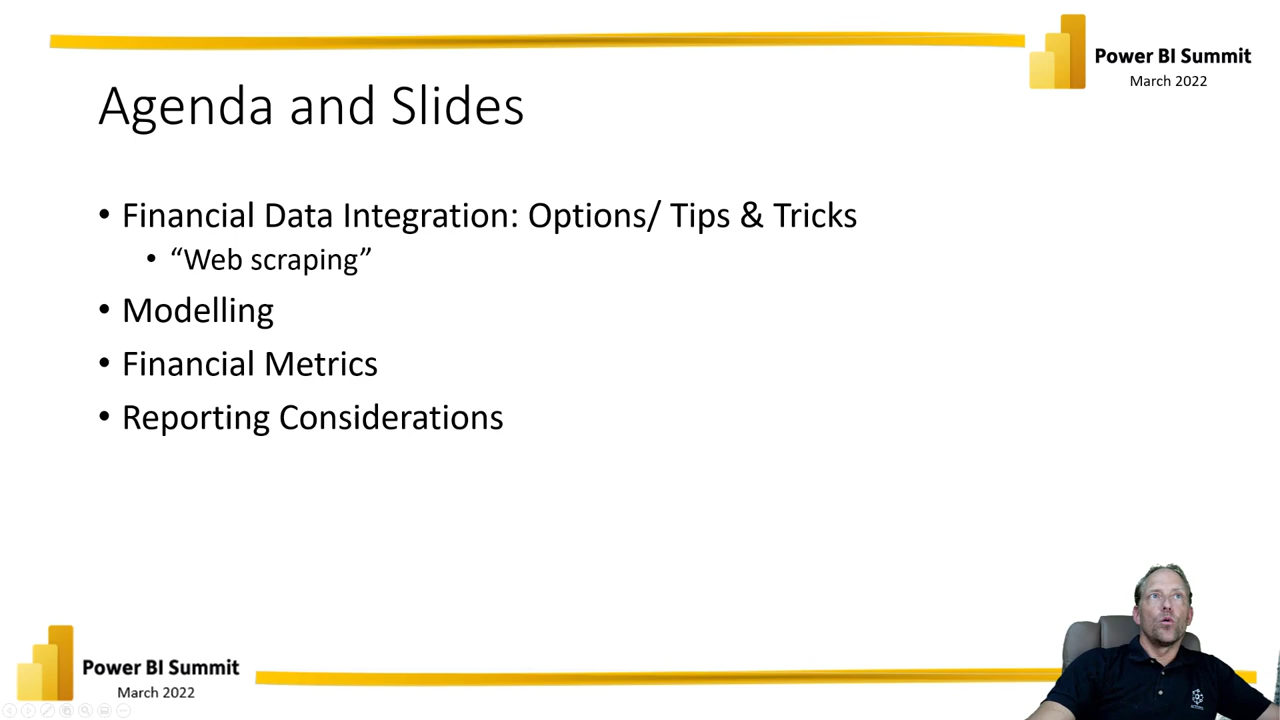 Power BI Summit
March 2022
Agenda and Slides
• Financial Data Integration: Options/ Tips & Tricks
• “Web scraping”
• Modelling
• Financial Metrics
• Reporting Considerations
Power BI Summit
March 2022